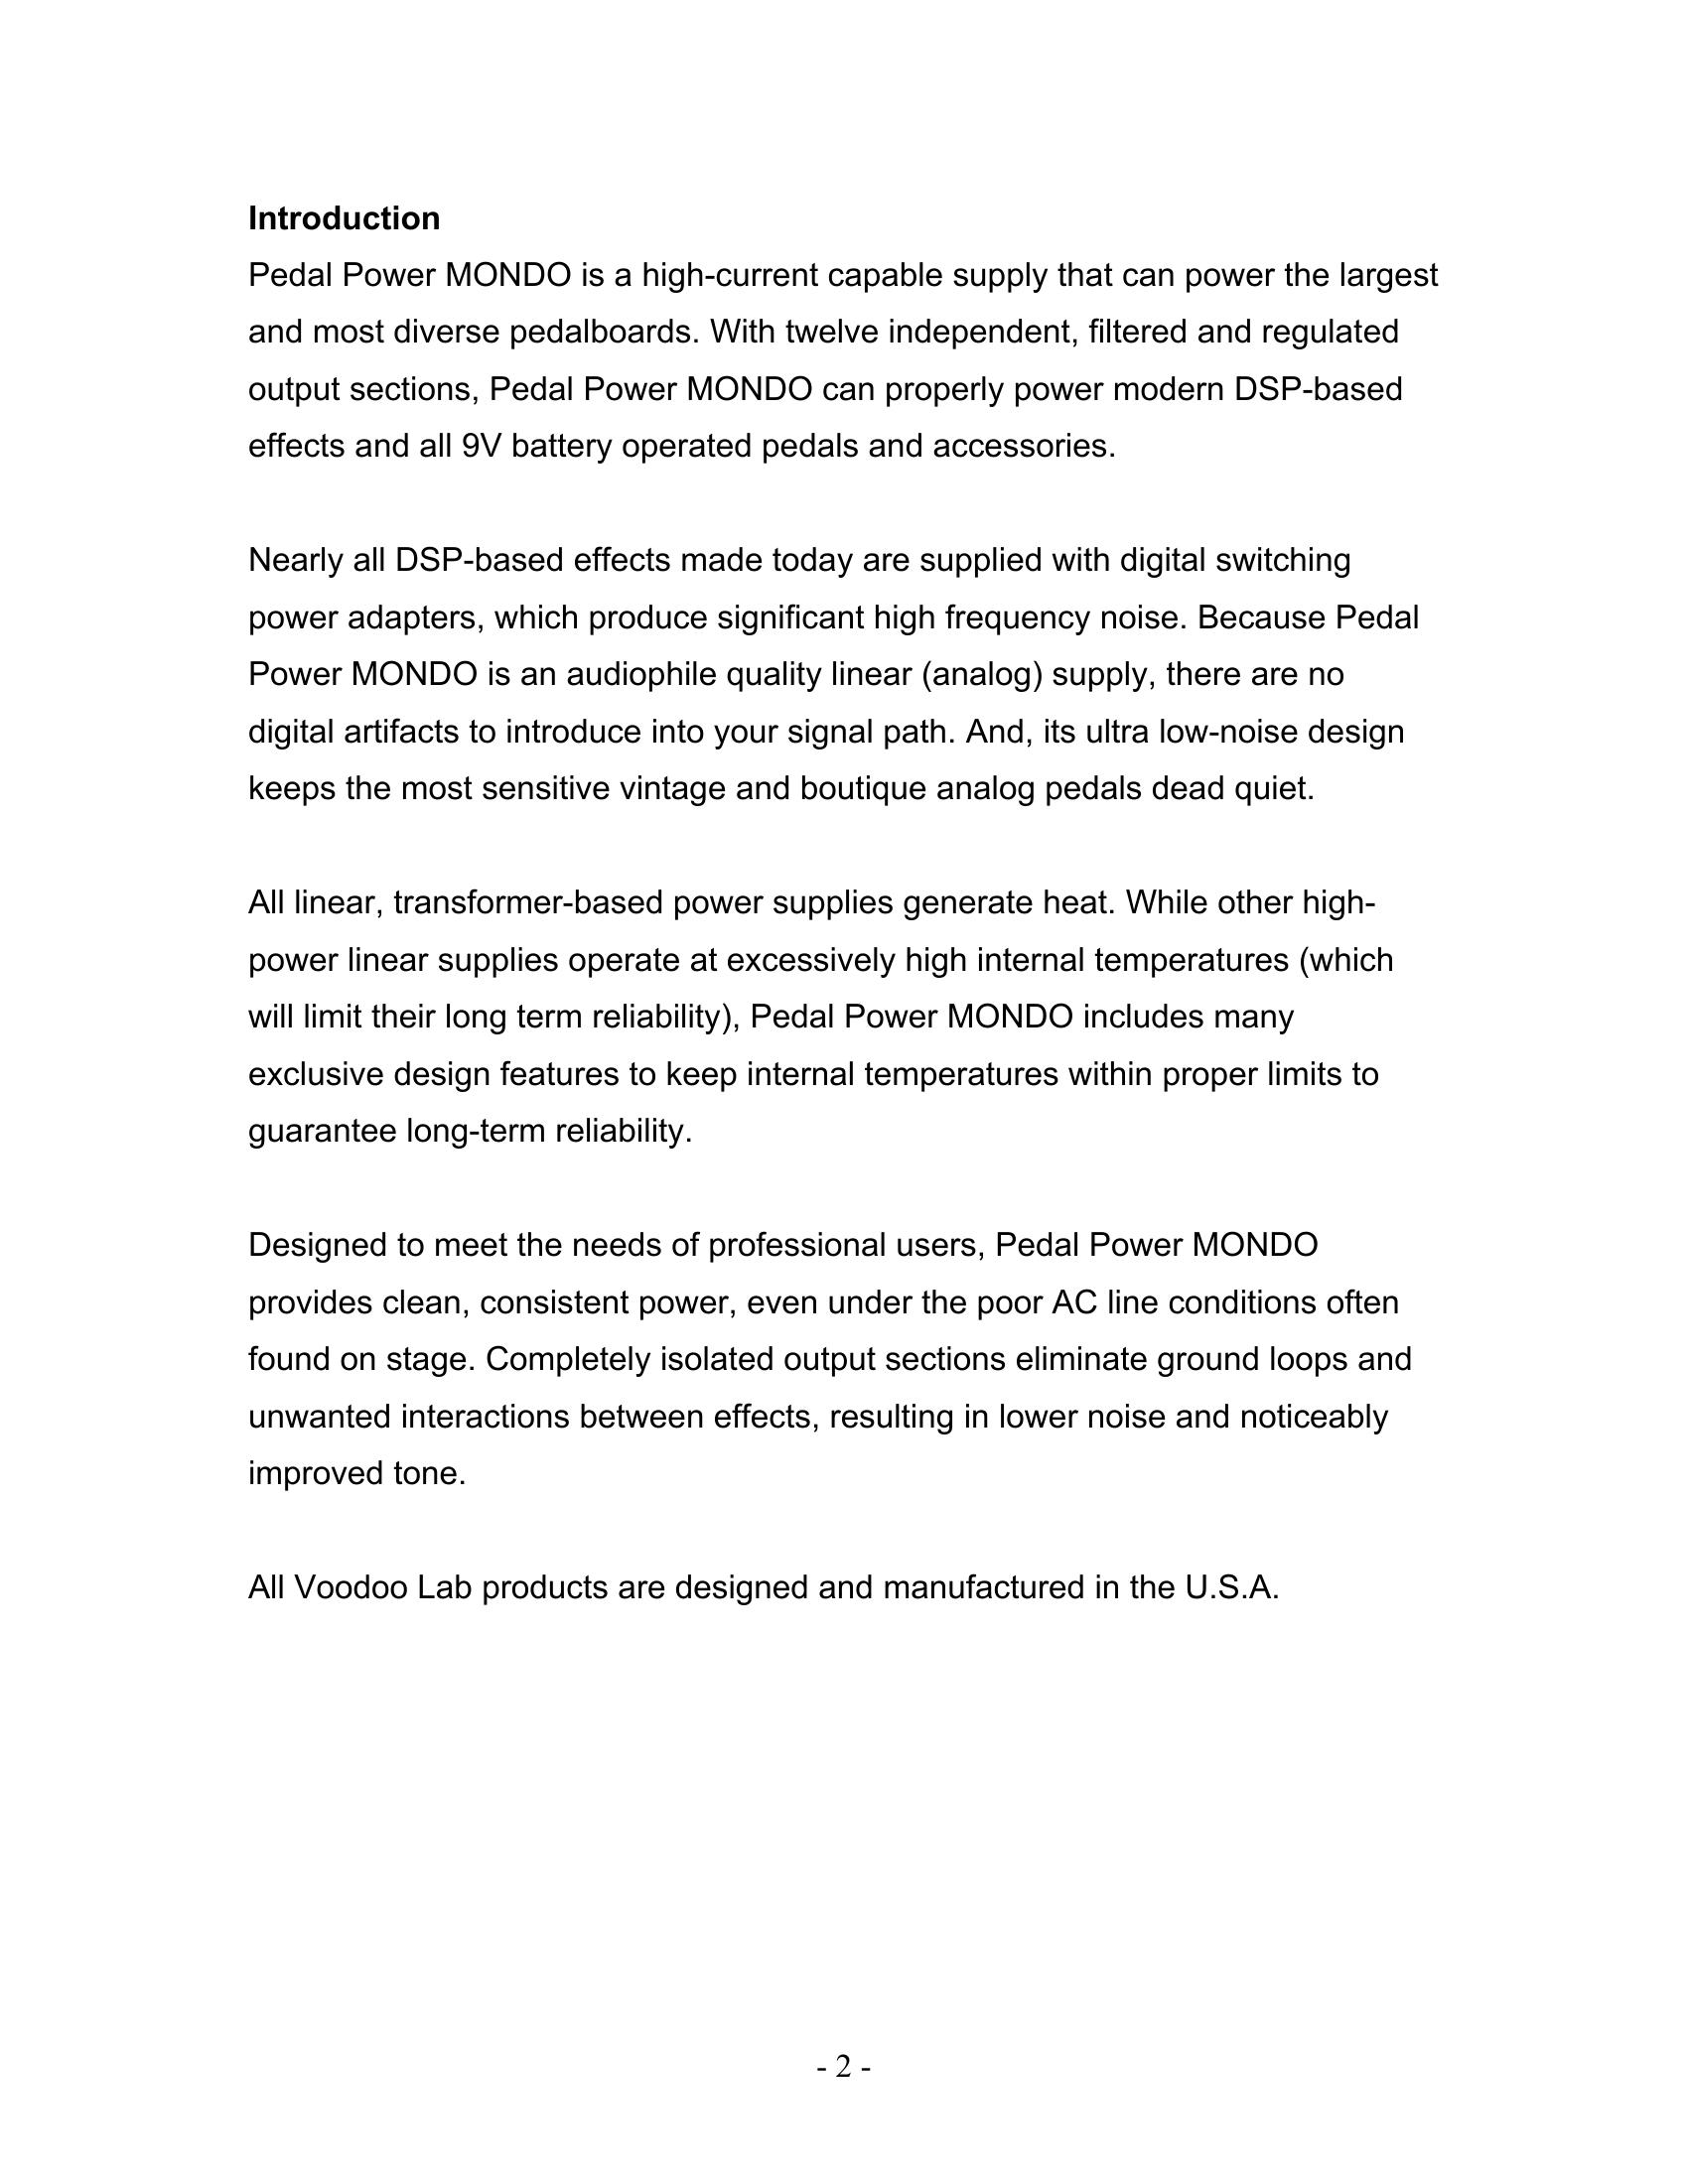 Introduction
Pedal Power MONDO is a high-current capable supply that can power the largest
and most diverse pedalboards. With twelve independent, filtered and regulated
output sections, Pedal Power MONDO can properly power modern DSP-based
effects and all 9V battery operated pedals and accessories.
Nearly all DSP-based effects made today are supplied with digital switching
power adapters, which produce significant high frequency noise. Because Pedal
Power MONDO is an audiophile quality linear (analog) supply, there are no
digital artifacts to introduce into your signal path. And, its ultra low-noise design
keeps the most sensitive vintage and boutique analog pedals dead quiet.
All linear, transformer-based power supplies generate heat. While other high-
power linear supplies operate at excessively high internal temperatures (which
will limit their long term reliability), Pedal Power MONDO includes many
exclusive design features to keep internal temperatures within proper limits to
guarantee long-term reliability.
Designed to meet the needs of professional users, Pedal Power MONDO
provides clean, consistent power, even under the poor AC line conditions often
found on stage. Completely isolated output sections eliminate ground loops and
unwanted interactions between effects, resulting in lower noise and noticeably
improved tone.
All Voodoo Lab products are designed and manufactured in the U.S.A.
- 2 -